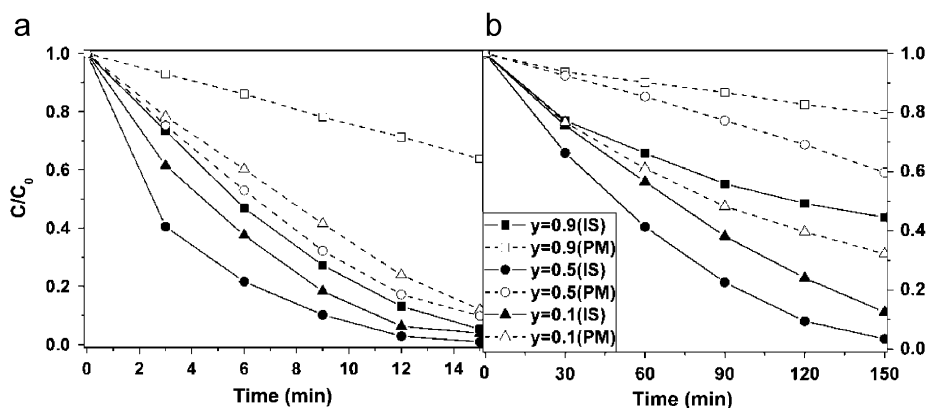 a
b
1.0
0.8
0.6
0.4
0.2
0.0
C/C0
0 2 4 6 8 10 12 14
Time (min)
1.0
0.8
0.6
0.4
0.2
0.0
0 30 60 90 120 150
Time (min)
y=0.9(IS)
y=0.9(PM)
y=0.5(IS)
y=0.5(PM)
y=0.1(IS)
y=0.1(PM)